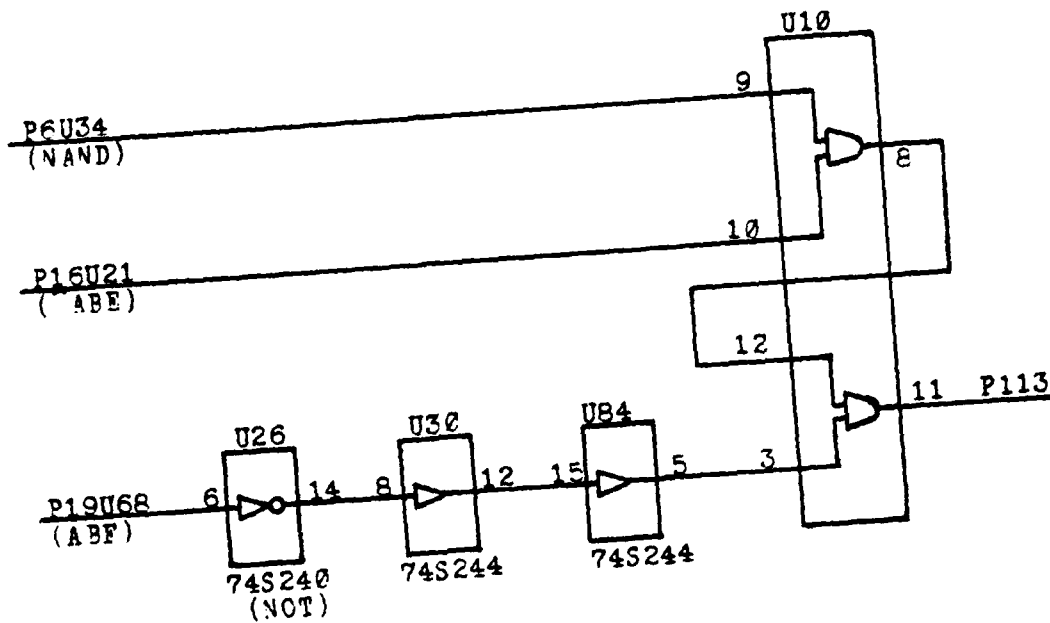 U10
9
P6U34
(NAND)
8
10
P16U21
(ABE)
12
11
P113
U26
U30
U84
P19U68
(ABF)
6
14
8
12
15
5
3
74S240
(NOT)
74S244
74S244